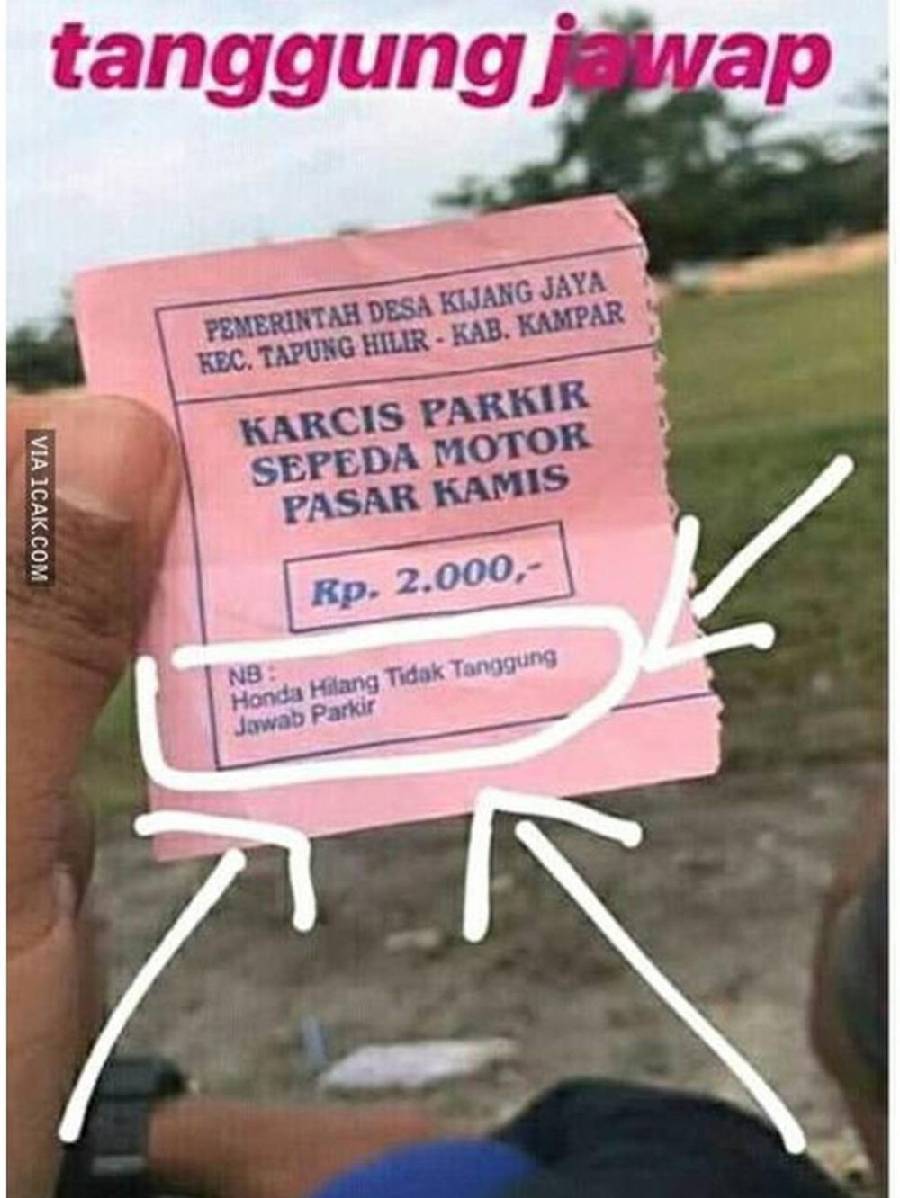 tanggung jawap
PEMERINTAH DESA KIJANG JAYA
KEC. TAPUNG HILIR - KAB. KAMPAR
KARCIS PARKIR
SEPEDA MOTOR
PASAR KAMIS
Rp. 2.000,-
NB :
Honda Hilang Tidak Tanggung
Jawab Parkir
VIA 1CAK.COM